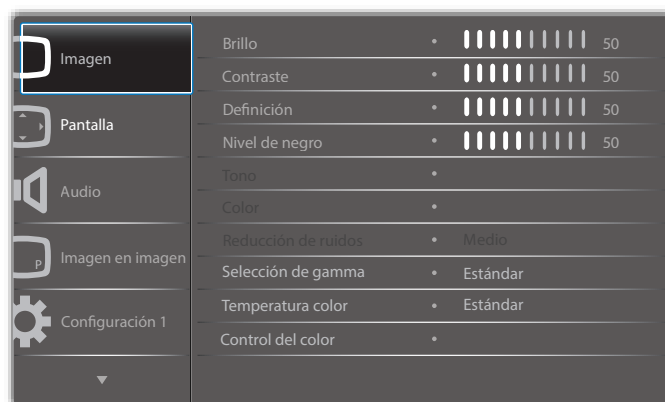 Imagen
Pantalla
Audio
P
Imagen en imagen
Configuración 1
Brillo 50
Contraste 50
Definición 50
Nivel de negro 50
Tono
Color
Reducción de ruidos Medio
Selección de gamma Estándar
Temperatura color Estándar
Control del color